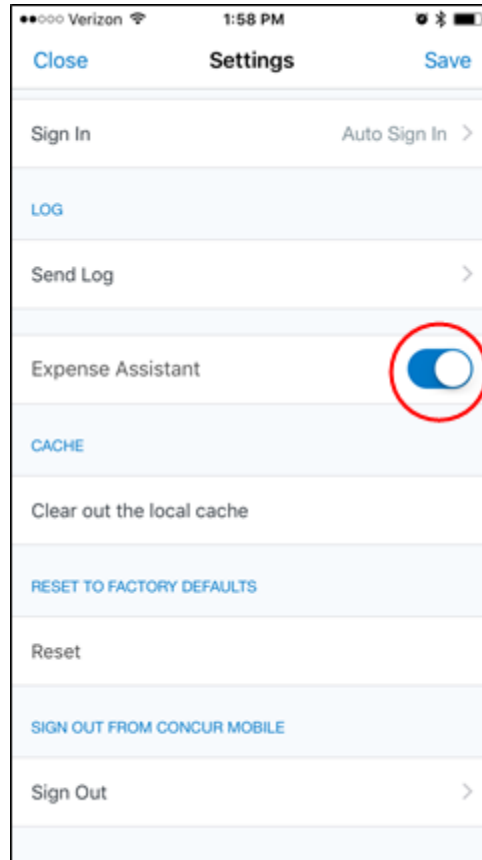 Verizon 1:58 PM
Close Settings Save
Sign In Auto Sign In
LOG
Send Log
Expense Assistant
CACHE
Clear out the local cache
RESET TO FACTORY DEFAULTS
Reset
SIGN OUT FROM CONCUR MOBILE
Sign Out